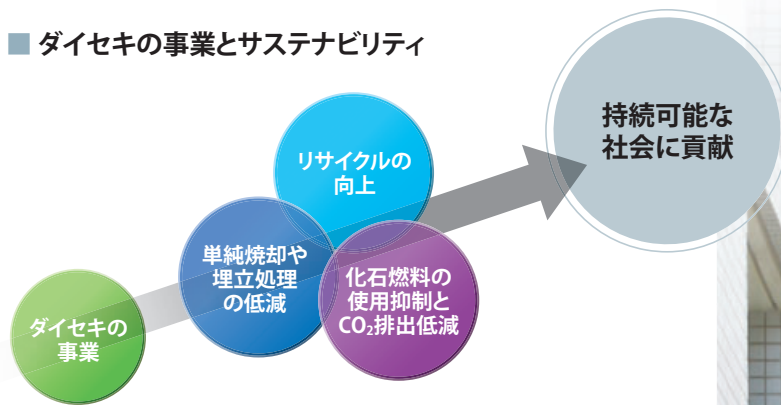 ■ ダイセキの事業とサステナビリティ
持続可能な
社会に貢献
リサイクルの
向上
単純焼却や
埋立処理
の低減
化石燃料の
使用抑制と
CO₂排出低減
ダイセキの
事業